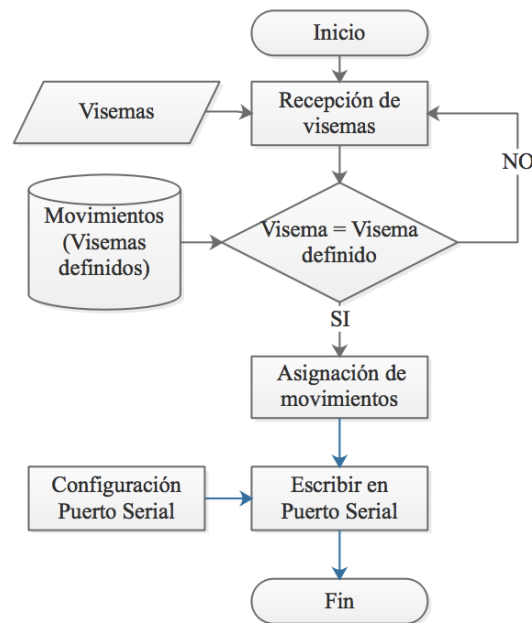 Inicio
Visemas
Recepción de
visemas
NO
Movimientos
(Visemas
definidos)
Visema = Visema
definido
SI
Asignación de
movimientos
Configuración
Puerto Serial
Escribir en
Puerto Serial
Fin